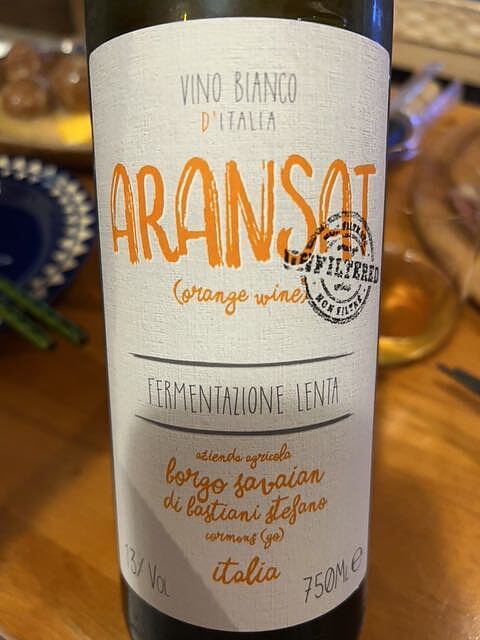 VINO BIANCO
D'ITALIA
ARANSAT
(orange wine)
UNFILTERED
NON FILTRÉ
FERMENTAZIONE LENTA
azienda agricola
borgo savaian
di bastiani stefano
cormons (go)
italia
13% VOL
750ML e